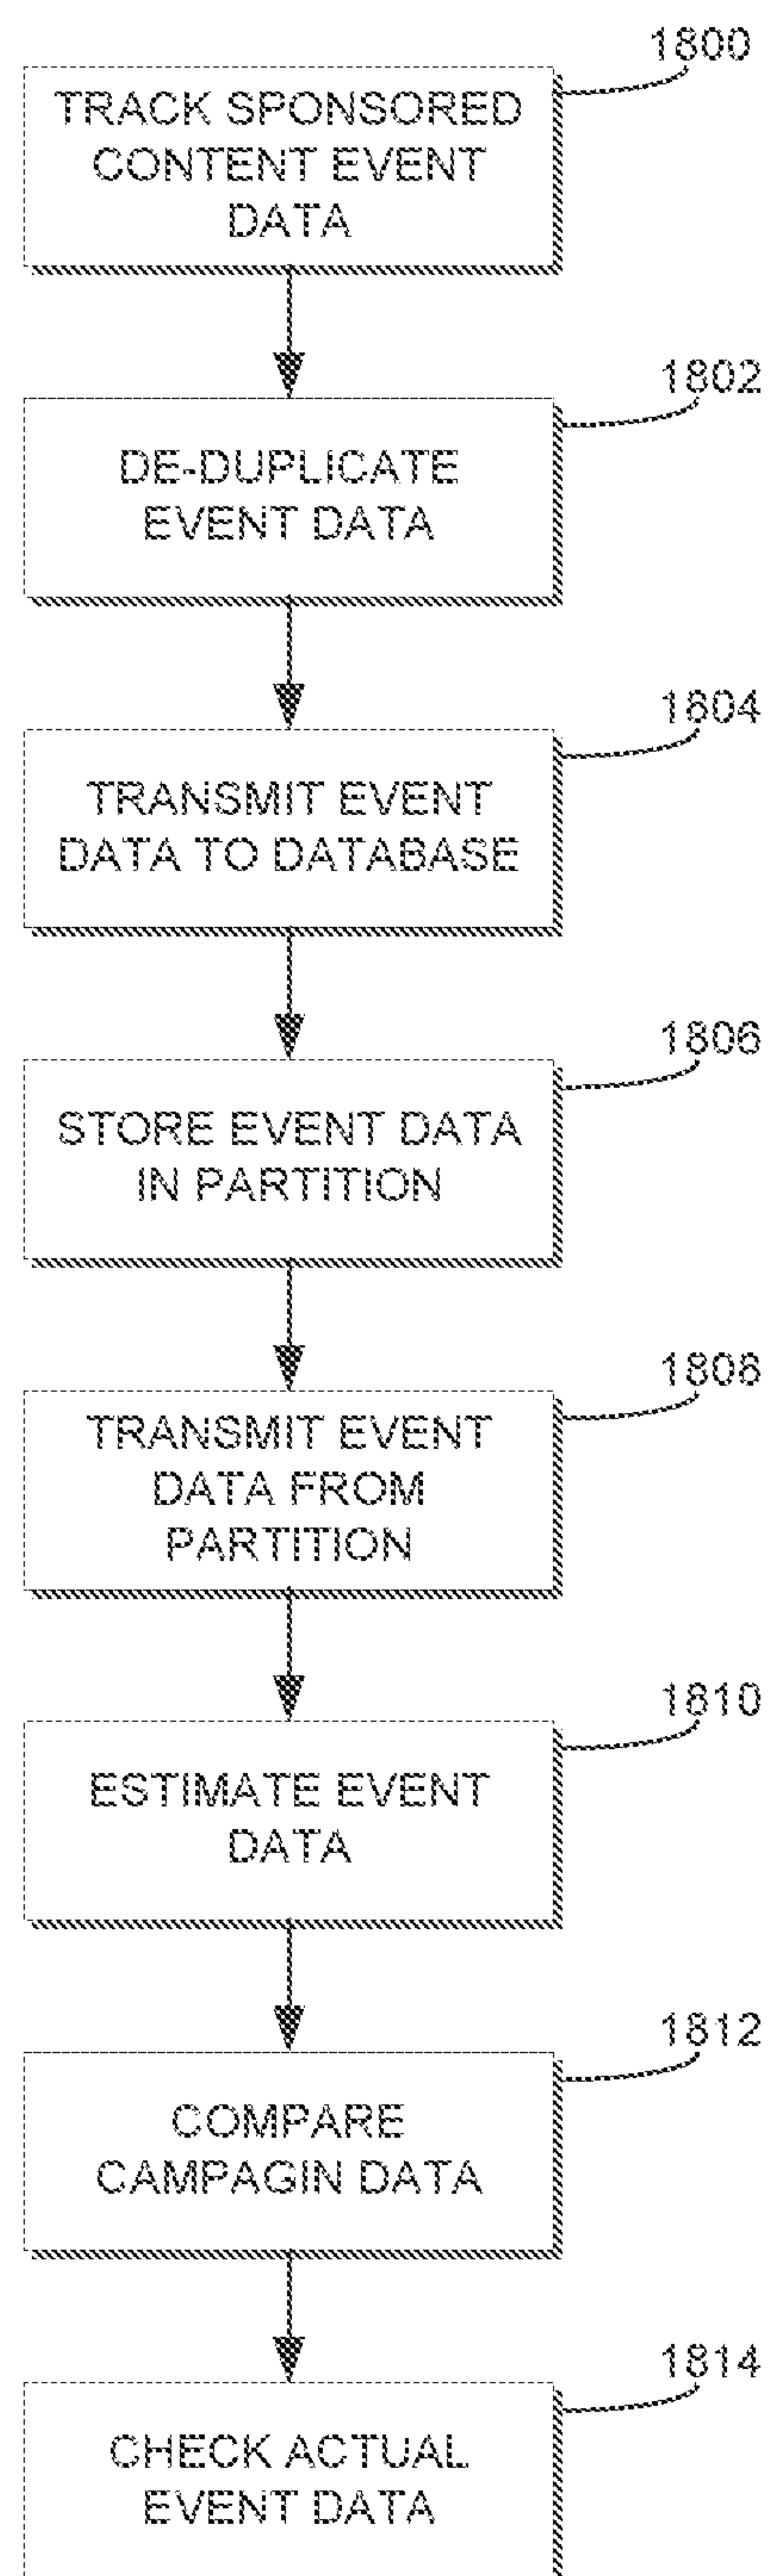 1800
TRACK SPONSORED
CONTENT EVENT
DATA
1802
DE-DUPLICATE
EVENT DATA
1804
TRANSMIT EVENT
DATA TO DATABASE
1806
STORE EVENT DATA
IN PARTITION
1808
TRANSMIT EVENT
DATA FROM
PARTITION
1810
ESTIMATE EVENT
DATA
1812
COMPARE
CAMPAGIN DATA
1814
CHECK ACTUAL
EVENT DATA